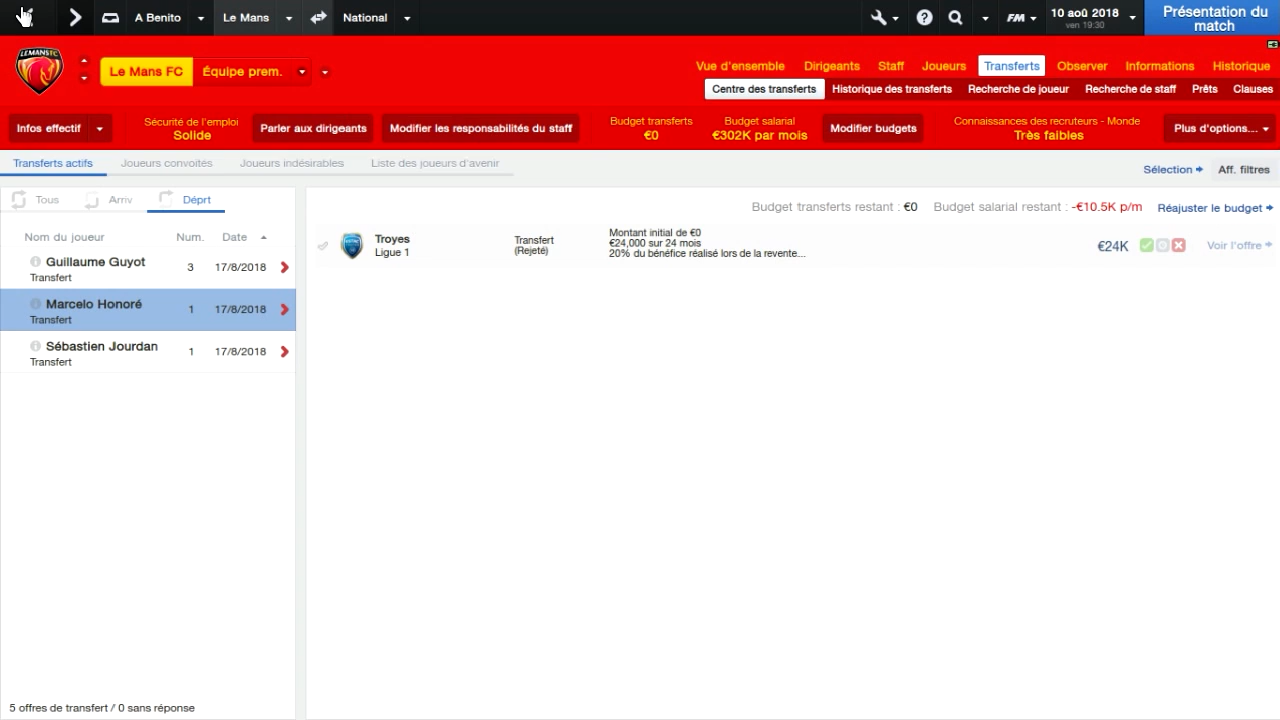 A Benito
Le Mans
National
FM
10 aoû 2018
ven 19:30
Présentation du
match
LE MANS FC
Le Mans FC
Équipe prem.
Vue d'ensemble
Dirigeants
Staff
Joueurs
Transferts
Observer
Informations
Historique
Centre des transferts
Historique des transferts
Recherche de joueur
Recherche de staff
Prêts
Clauses
Infos effectif
Sécurité de l'emploi
Solide
Parler aux dirigeants
Modifier les responsabilités du staff
Budget transferts
€0
Budget salarial
€302K par mois
Modifier budgets
Connaissances des recruteurs - Monde
Très faibles
Plus d'options....
Transferts actifs
Joueurs convoités
Joueurs indésirables
Liste des joueurs d'avenir
Sélection
Aff. filtres
Tous
Arriv
Déprt
Budget transferts restant : €0
Budget salarial restant : -€10.5K p/m
Réajuster le budget
Nom du joueur
Num.
Date
Guillaume Guyot
Transfert
3
17/8/2018
Marcelo Honoré
Transfert
1
17/8/2018
Sébastien Jourdan
Transfert
1
17/8/2018
Troyes
Ligue 1
Transfert
(Rejeté)
Montant initial de €0
€24,000 sur 24 mois
20% du bénéfice réalisé lors de la revente...
€24K
Voir l'offre
5 offres de transfert / 0 sans réponse